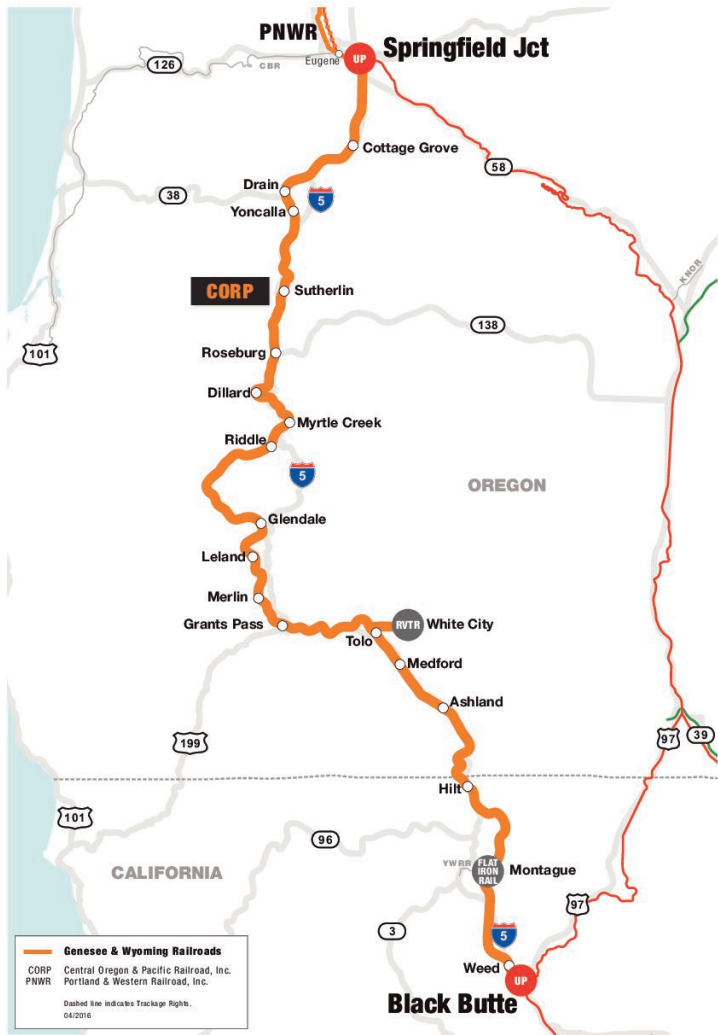 PNWR
Springfield Jct
UP
Eugene
CBR
126
Cottage Grove
58
Drain
38
5
Yoncalla
KNOR
CORP
Sutherlin
138
101
Roseburg
Dillard
Myrtle Creek
Riddle
5
OREGON
Glendale
Leland
Merlin
Grants Pass
RVTR
White City
Tolo
Medford
Ashland
199
97
39
Hilt
101
96
CALIFORNIA
YWRR
FLAT
IRON
RAIL
Montague
97
3
5
Weed
UP
Black Butte
Genesee & Wyoming Railroads
CORP Central Oregon & Pacific Railroad, Inc.
PNWR Portland & Western Railroad, Inc.
Dashed line indicates Trackage Rights.
04/2016